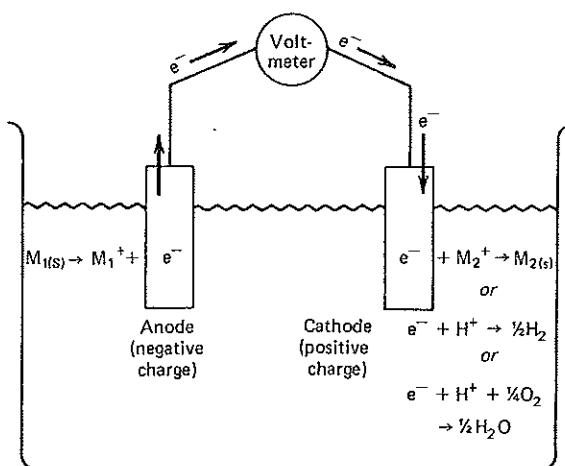 e⁻
Volt-
meter
e⁻
e⁻
M₁(S) → M₁⁺ + e⁻
e⁻ + M₂⁺ → M₂(s)
or
Anode
(negative
charge)
Cathode
(positive
charge)
e⁻ + H⁺ → ½H₂
or
e⁻ + H⁺ + ¼O₂
→ ½H₂O